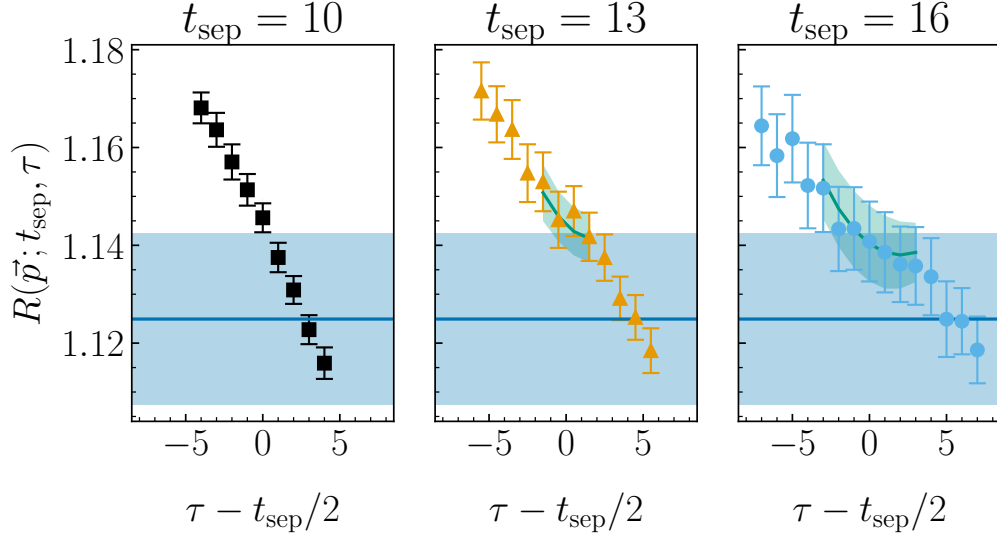 t_sep = 10 t_sep = 13 t_sep = 16
1.18
1.16
1.14
1.12
R(p⃗; t_sep, τ)
−5 0 5 −5 0 5 −5 0 5
τ − t_sep/2 τ − t_sep/2 τ − t_sep/2